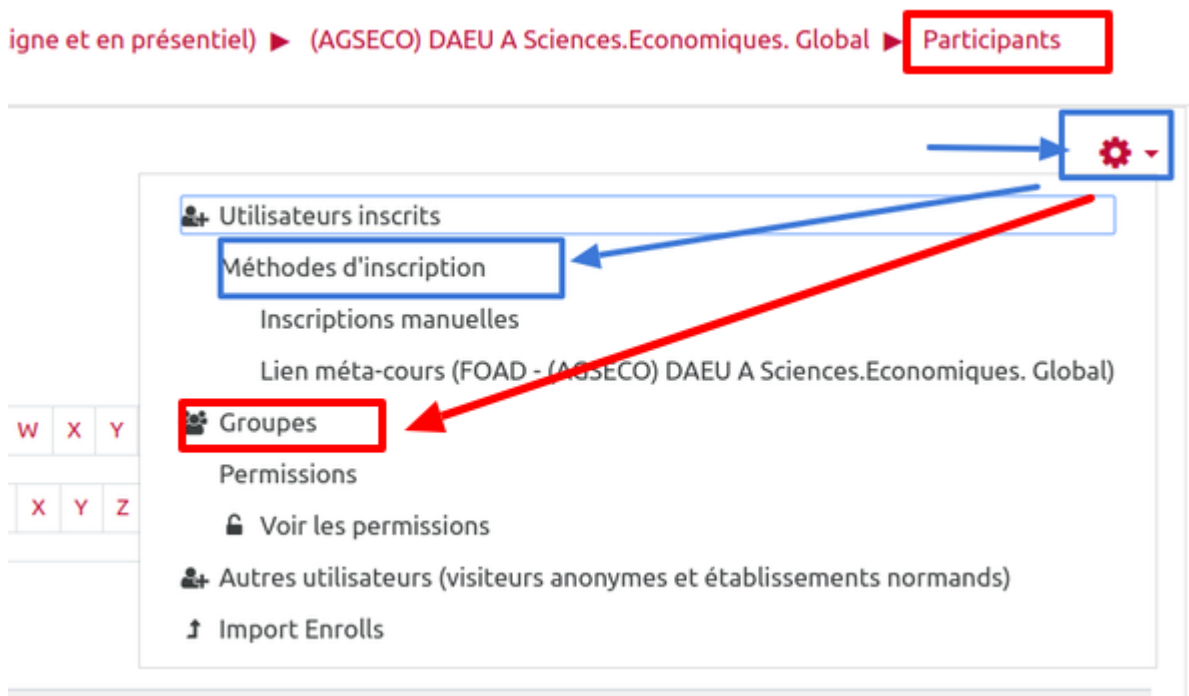 igne et en présentiel) ▶ (AGSECO) DAEU A Sciences.Economiques. Global ▶ Participants
Utilisateurs inscrits
Méthodes d'inscription
Inscriptions manuelles
Lien méta-cours (FOAD - (AGSECO) DAEU A Sciences.Economiques. Global)
W X Y
Groupes
Permissions
X Y Z
Voir les permissions
Autres utilisateurs (visiteurs anonymes et établissements normands)
Import Enrolls